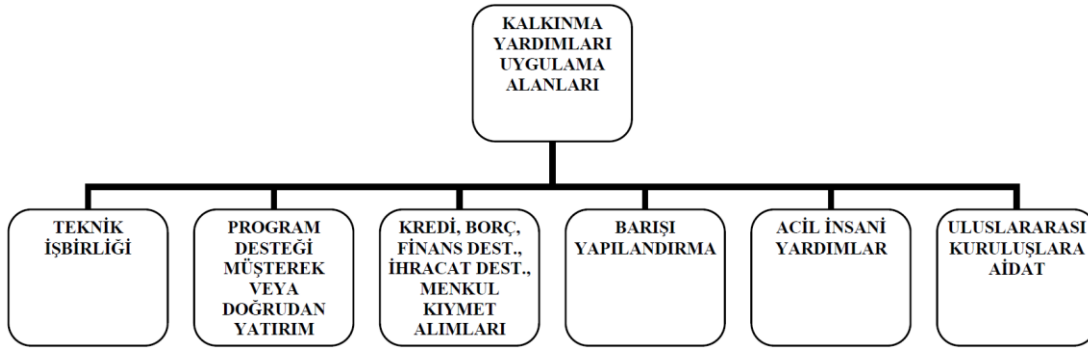 KALKINMA
YARDIMLARI
UYGULAMA
ALANLARI
TEKNİK
İŞBİRLİĞİ
PROGRAM
DESTEĞİ
MÜŞTEREK
VEYA
DOĞRUDAN
YATIRIM
KREDİ, BORÇ,
FİNANS DEST.,
İHRACAT DEST.,
MENKUL
KIYMET
ALIMLARI
BARIŞI
YAPILANDIRMA
ACİL İNSANİ
YARDIMLAR
ULUSLARARASI
KURULUŞLARA
AİDAT